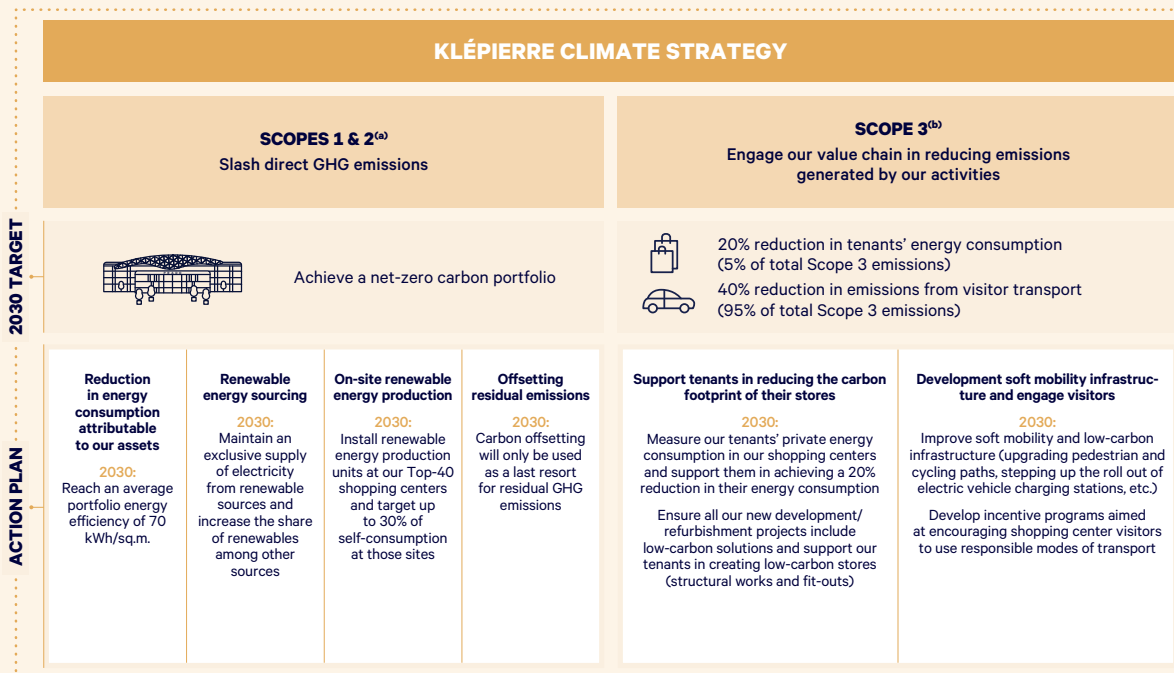 KLÉPIERRE CLIMATE STRATEGY
SCOPES 1 & 2(a)
Slash direct GHG emissions
SCOPE 3(b)
Engage our value chain in reducing emissions
generated by our activities
2030 TARGET
Achieve a net-zero carbon portfolio
20% reduction in tenants' energy consumption
(5% of total Scope 3 emissions)
40% reduction in emissions from visitor transport
(95% of total Scope 3 emissions)
ACTION PLAN
Reduction
in energy
consumption
attributable
to our assets
2030:
Reach an average
portfolio energy
efficiency of 70
kWh/sq.m.
Renewable
energy sourcing
2030:
Maintain an
exclusive supply
of electricity
from renewable
sources and
increase the share
of renewables
among other
sources
On-site renewable
energy production
2030:
Install renewable
energy production
units at our Top-40
shopping centers
and target up
to 30% of
self-consumption
at those sites
Offsetting
residual emissions
2030:
Carbon offsetting
will only be used
as a last resort
for residual GHG
emissions
Support tenants in reducing the carbon
footprint of their stores
2030:
Measure our tenants' private energy
consumption in our shopping centers
and support them in achieving a 20%
reduction in their energy consumption
Ensure all our new development/
refurbishment projects include
low-carbon solutions and support our
tenants in creating low-carbon stores
(structural works and fit-outs)
Development soft mobility infrastruc-
ture and engage visitors
2030:
Improve soft mobility and low-carbon
infrastructure (upgrading pedestrian and
cycling paths, stepping up the roll out of
electric vehicle charging stations, etc.)
Develop incentive programs aimed
at encouraging shopping center visitors
to use responsible modes of transport